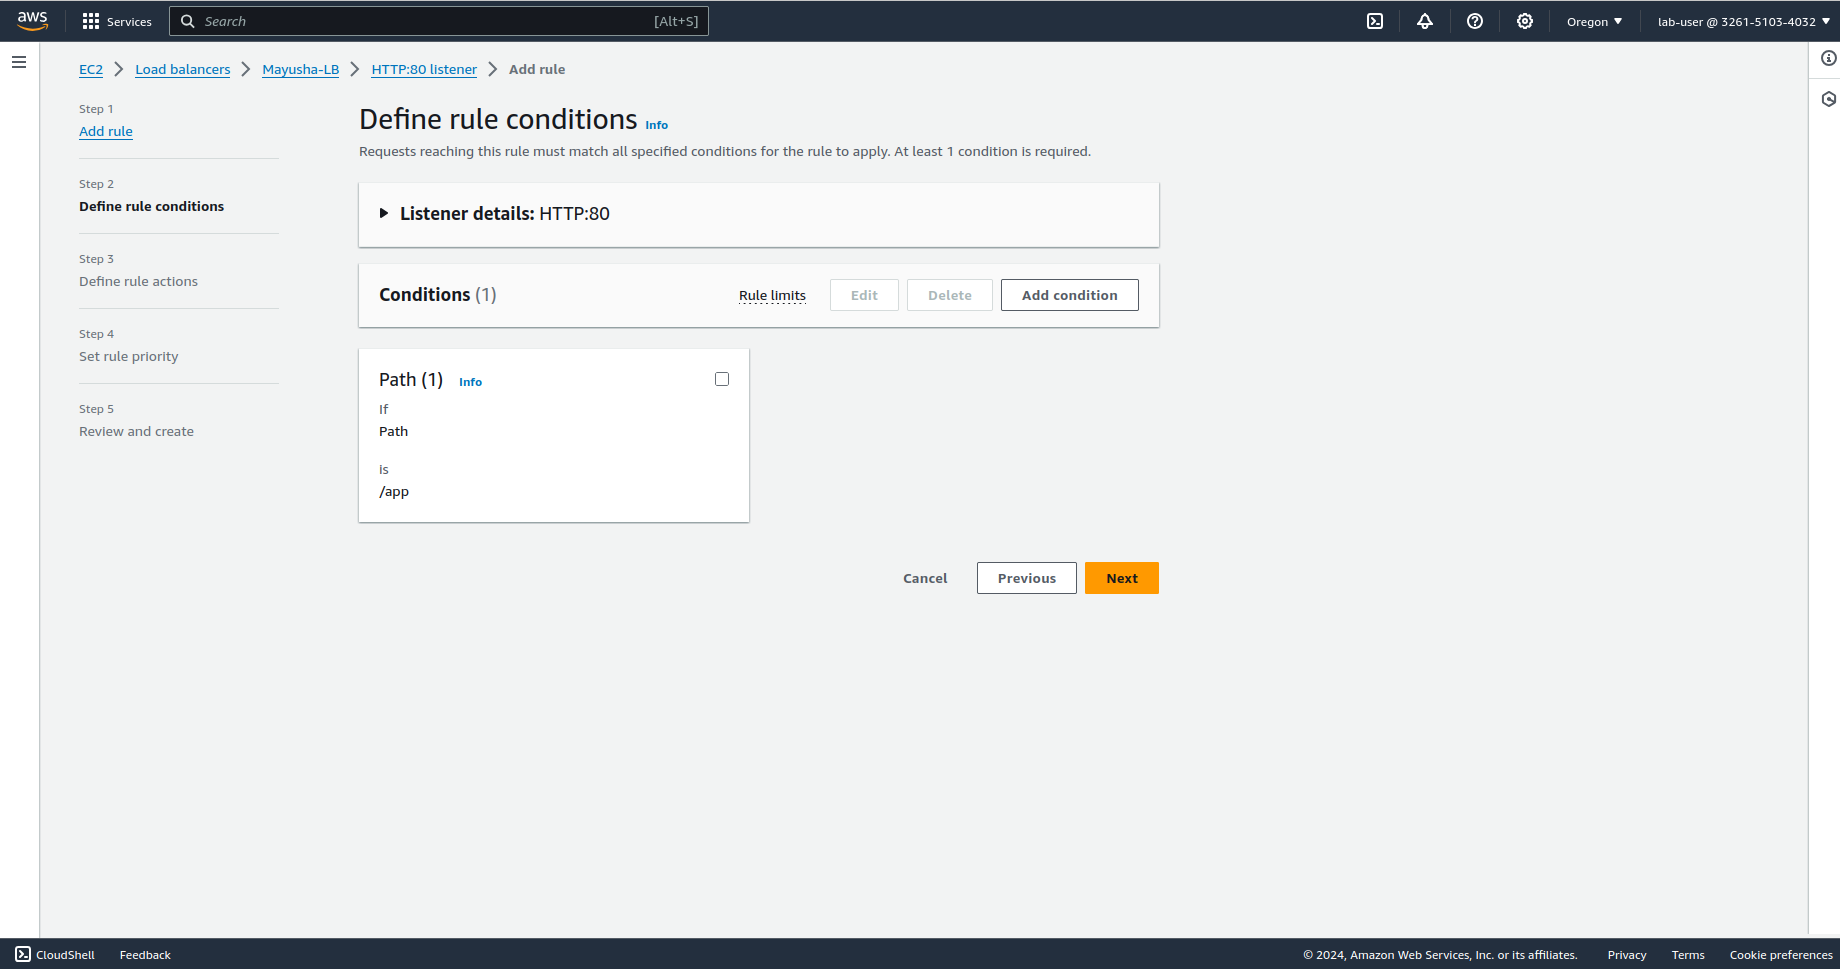 aws
Services
Search
[Alt+S]
Oregon
lab-user @ 3261-5103-4032
EC2
Load balancers
Mayusha-LB
HTTP:80 listener
Add rule
Step 1
Add rule
Step 2
Define rule conditions
Step 3
Define rule actions
Step 4
Set rule priority
Step 5
Review and create
Define rule conditions Info
Requests reaching this rule must match all specified conditions for the rule to apply. At least 1 condition is required.
Listener details: HTTP:80
Conditions (1)
Rule limits
Edit
Delete
Add condition
Path (1) Info
If
Path
is
/app
Cancel
Previous
Next
CloudShell
Feedback
© 2024, Amazon Web Services, Inc. or its affiliates.
Privacy
Terms
Cookie preferences